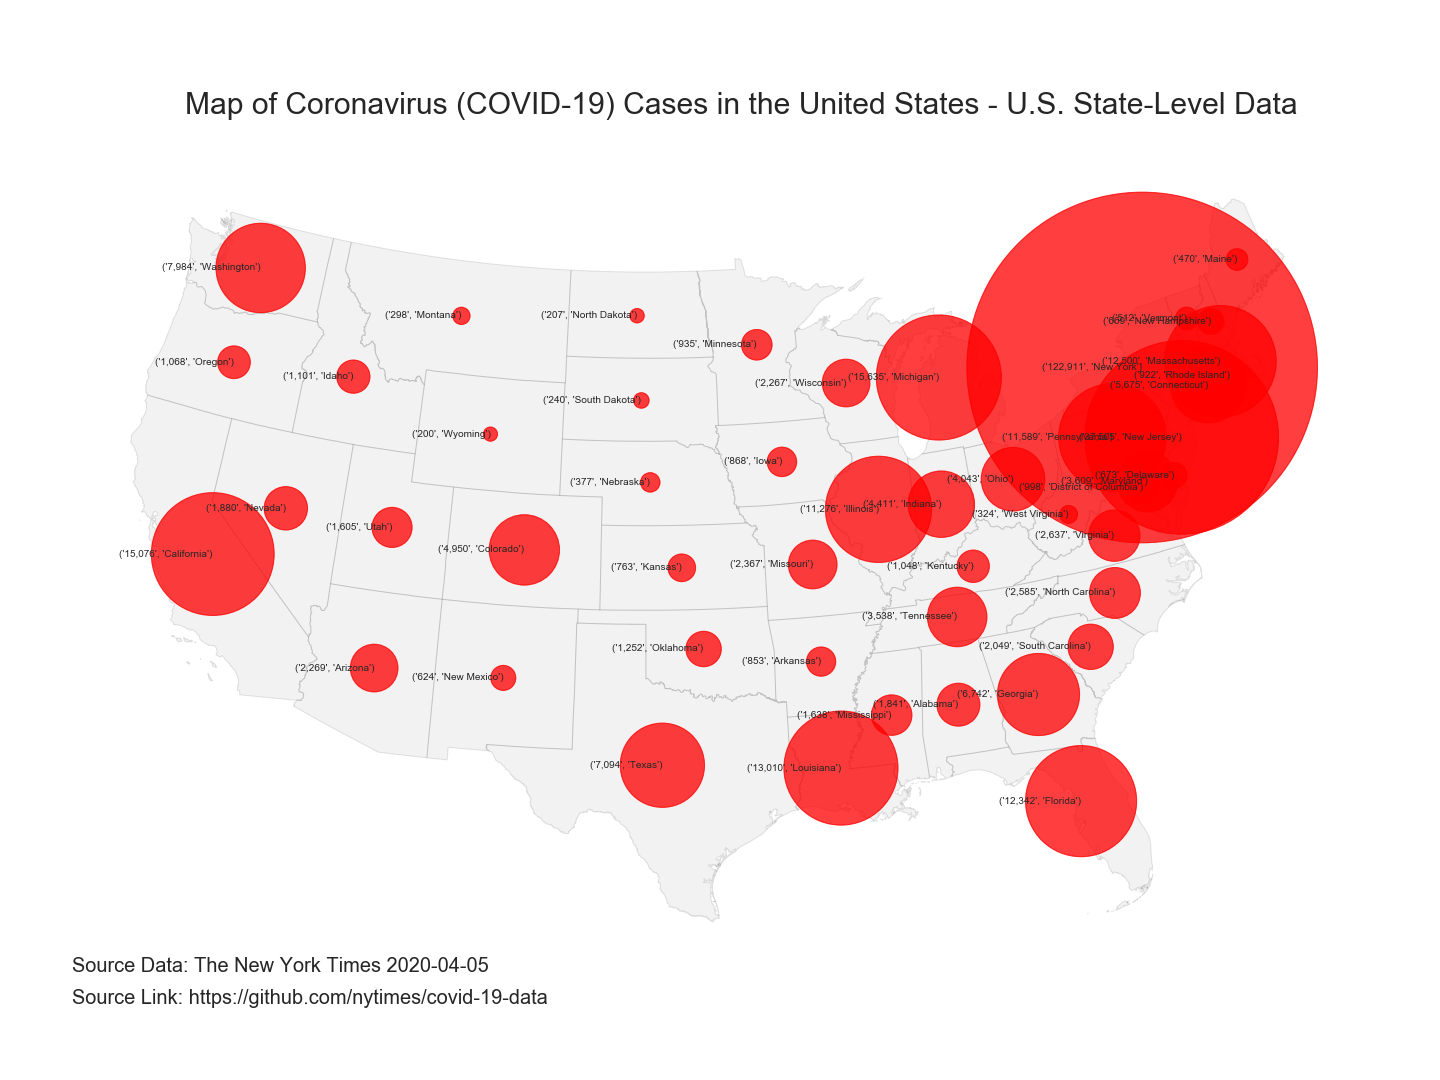 Map of Coronavirus (COVID-19) Cases in the United States - U.S. State-Level Data
('470', 'Maine')
('7,984', 'Washington')
('298', 'Montana')
('207', 'North Dakota')
'Vermont')
'New Hampshire')
('935', 'Minnesota')
('1,068', 'Oregon')
('12,500', 'Massachusetts')
('122,911', 'New York')
('1,101', 'Idaho')
('922', 'Rhode Island')
('15,635', 'Michigan')
('2,267', 'Wisconsin')
('5,675', 'Connecticut')
('240', 'South Dakota')
('200', 'Wyoming')
('11,589',
'New Jersey')
('868', 'Iowa')
('673', 'Delaware')
('4,043', 'Ohio')
('377', 'Nebraska')
('3,609', 'Maryland')
('998', 'District of Columbia')
('4,411', 'Indiana')
('1,880', 'Nevada')
('11,276', 'Illinois')
('324', 'West Virginia')
('1,605', 'Utah')
('2,637', 'Virginia')
('4,950', 'Colorado')
('15,076', 'California')
('2,367', 'Missouri')
('1,048', 'Kentucky')
('763', 'Kansas')
('2,585', 'North Carolina')
('3,538', 'Tennessee')
('2,049', 'South Carolina')
('1,252', 'Oklahoma')
('853', 'Arkansas')
('2,269', 'Arizona')
('624', 'New Mexico')
('6,742', 'Georgia')
('1,841', 'Alabama')
('1,638', 'Mississippi')
('7,094', 'Texas')
('13,010', 'Louisiana')
('12,342', 'Florida')
Source Data: The New York Times 2020-04-05
Source Link: https://github.com/nytimes/covid-19-data